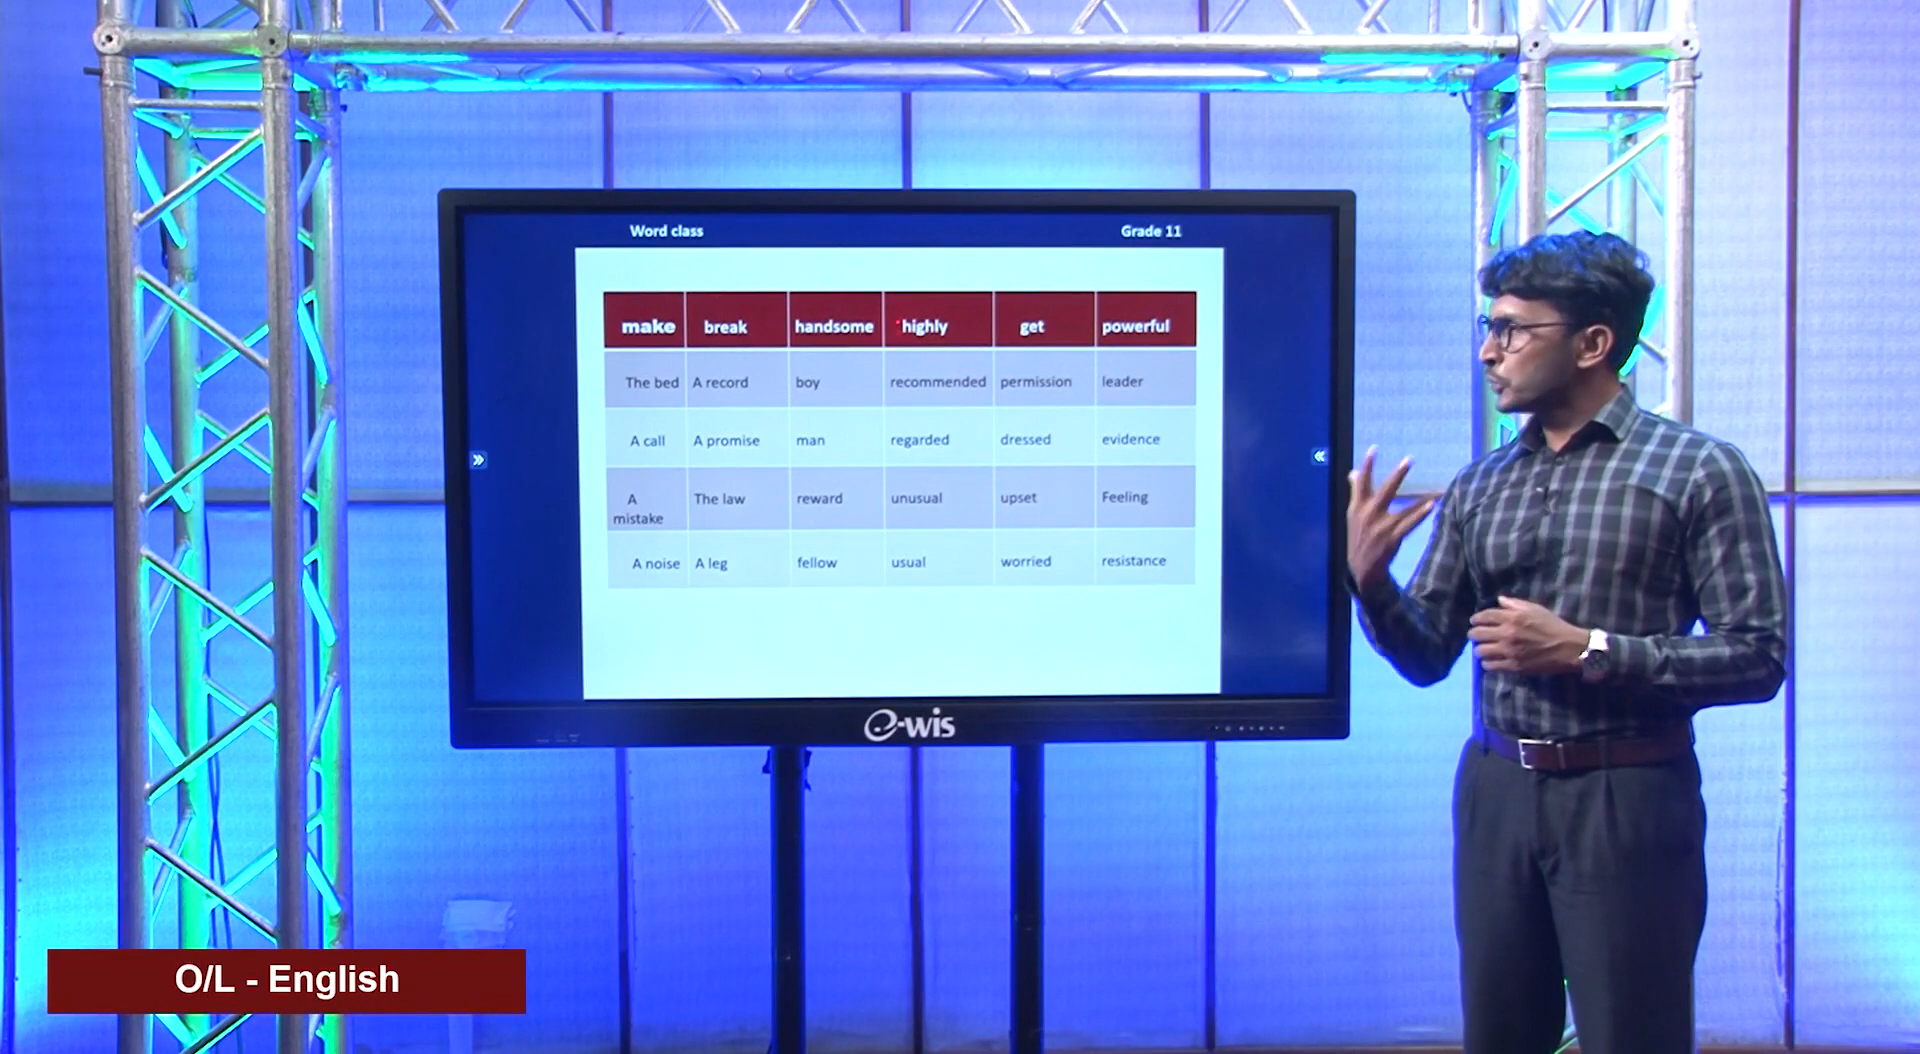 Word class Grade 11
make break handsome highly get powerful
The bed A record boy recommended permission leader
A call A promise man regarded dressed evidence
A mistake The law reward unusual upset Feeling
A noise A leg fellow usual worried resistance
e-wis
O/L - English